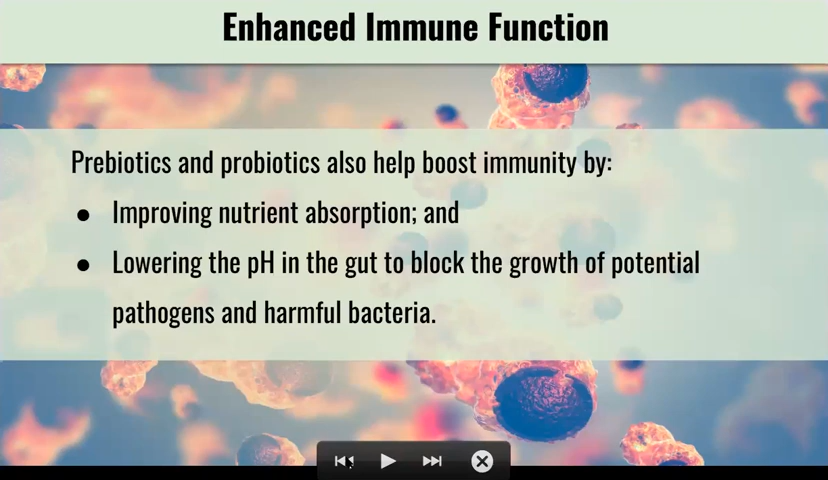 Enhanced Immune Function
Prebiotics and probiotics also help boost immunity by:
● Improving nutrient absorption; and
● Lowering the pH in the gut to block the growth of potential
pathogens and harmful bacteria.